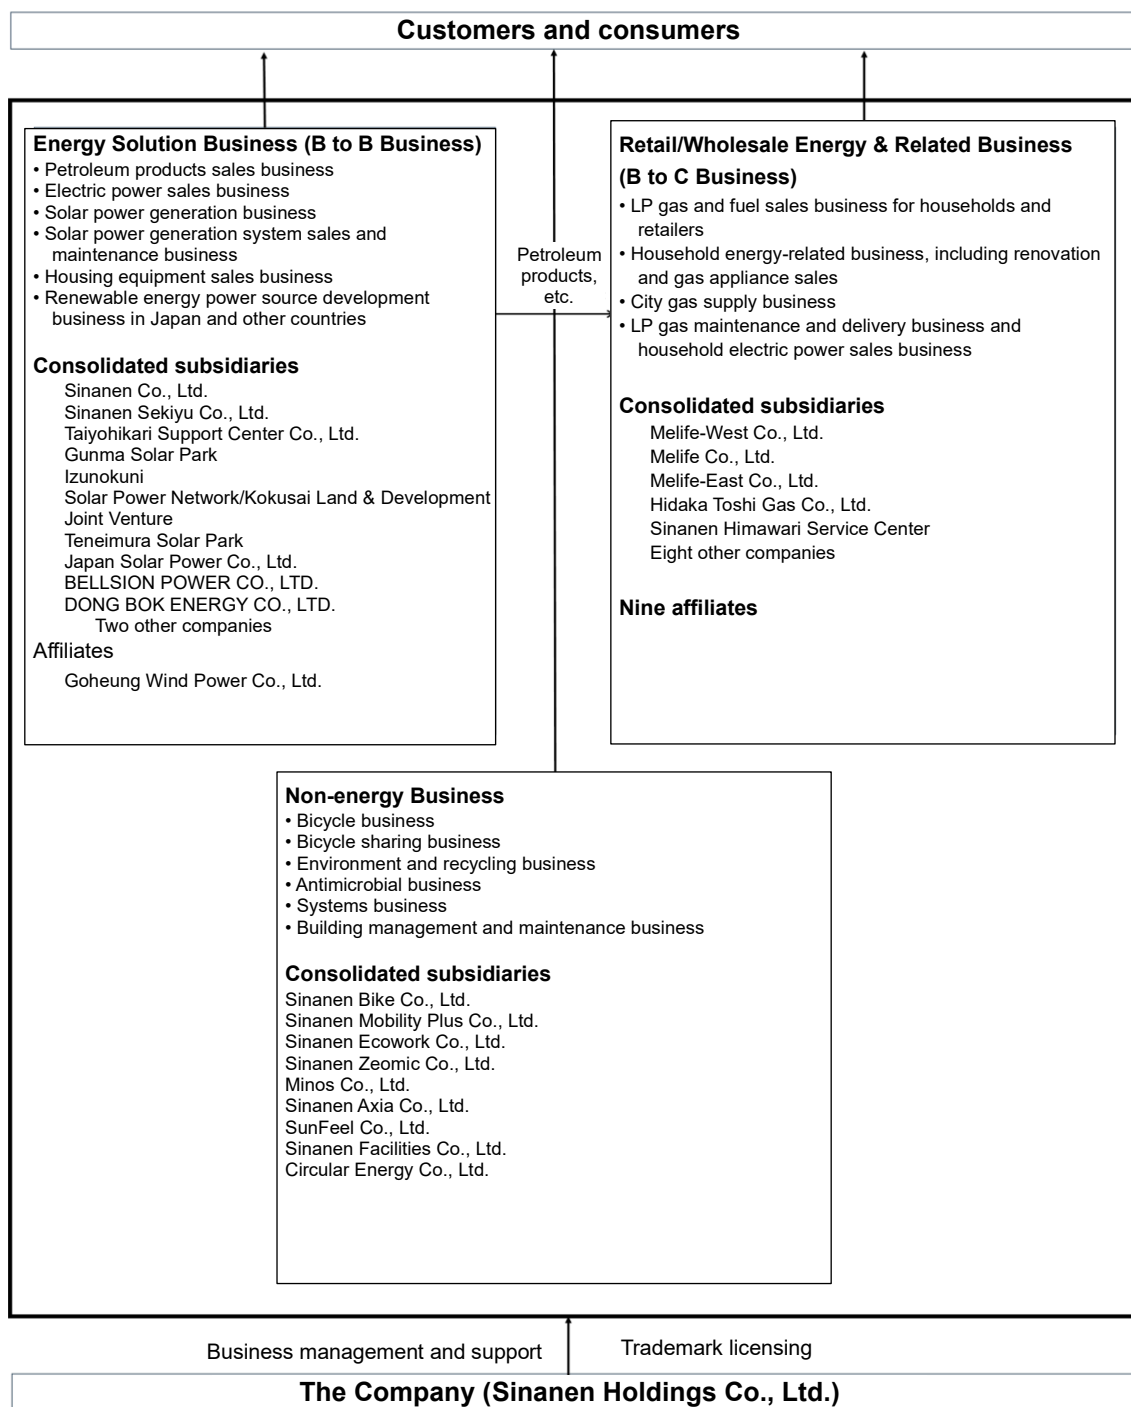 Customers and consumers
Energy Solution Business (B to B Business)
• Petroleum products sales business
• Electric power sales business
• Solar power generation business
• Solar power generation system sales and
maintenance business
• Housing equipment sales business
• Renewable energy power source development
business in Japan and other countries
Consolidated subsidiaries
Sinanen Co., Ltd.
Sinanen Sekiyu Co., Ltd.
Taiyohikari Support Center Co., Ltd.
Gunma Solar Park
Izunokuni
Solar Power Network/Kokusai Land & Development
Joint Venture
Teneimura Solar Park
Japan Solar Power Co., Ltd.
BELLSION POWER CO., LTD.
DONG BOK ENERGY CO., LTD.
Two other companies
Affiliates
Goheung Wind Power Co., Ltd.
Petroleum
products,
etc.
Retail/Wholesale Energy & Related Business
(B to C Business)
• LP gas and fuel sales business for households and
retailers
• Household energy-related business, including renovation
and gas appliance sales
• City gas supply business
• LP gas maintenance and delivery business and
household electric power sales business
Consolidated subsidiaries
Melife-West Co., Ltd.
Melife Co., Ltd.
Melife-East Co., Ltd.
Hidaka Toshi Gas Co., Ltd.
Sinanen Himawari Service Center
Eight other companies
Nine affiliates
Non-energy Business
• Bicycle business
• Bicycle sharing business
• Environment and recycling business
• Antimicrobial business
• Systems business
• Building management and maintenance business
Consolidated subsidiaries
Sinanen Bike Co., Ltd.
Sinanen Mobility Plus Co., Ltd.
Sinanen Ecowork Co., Ltd.
Sinanen Zeomic Co., Ltd.
Minos Co., Ltd.
Sinanen Axia Co., Ltd.
SunFeel Co., Ltd.
Sinanen Facilities Co., Ltd.
Circular Energy Co., Ltd.
Business management and support
Trademark licensing
The Company (Sinanen Holdings Co., Ltd.)